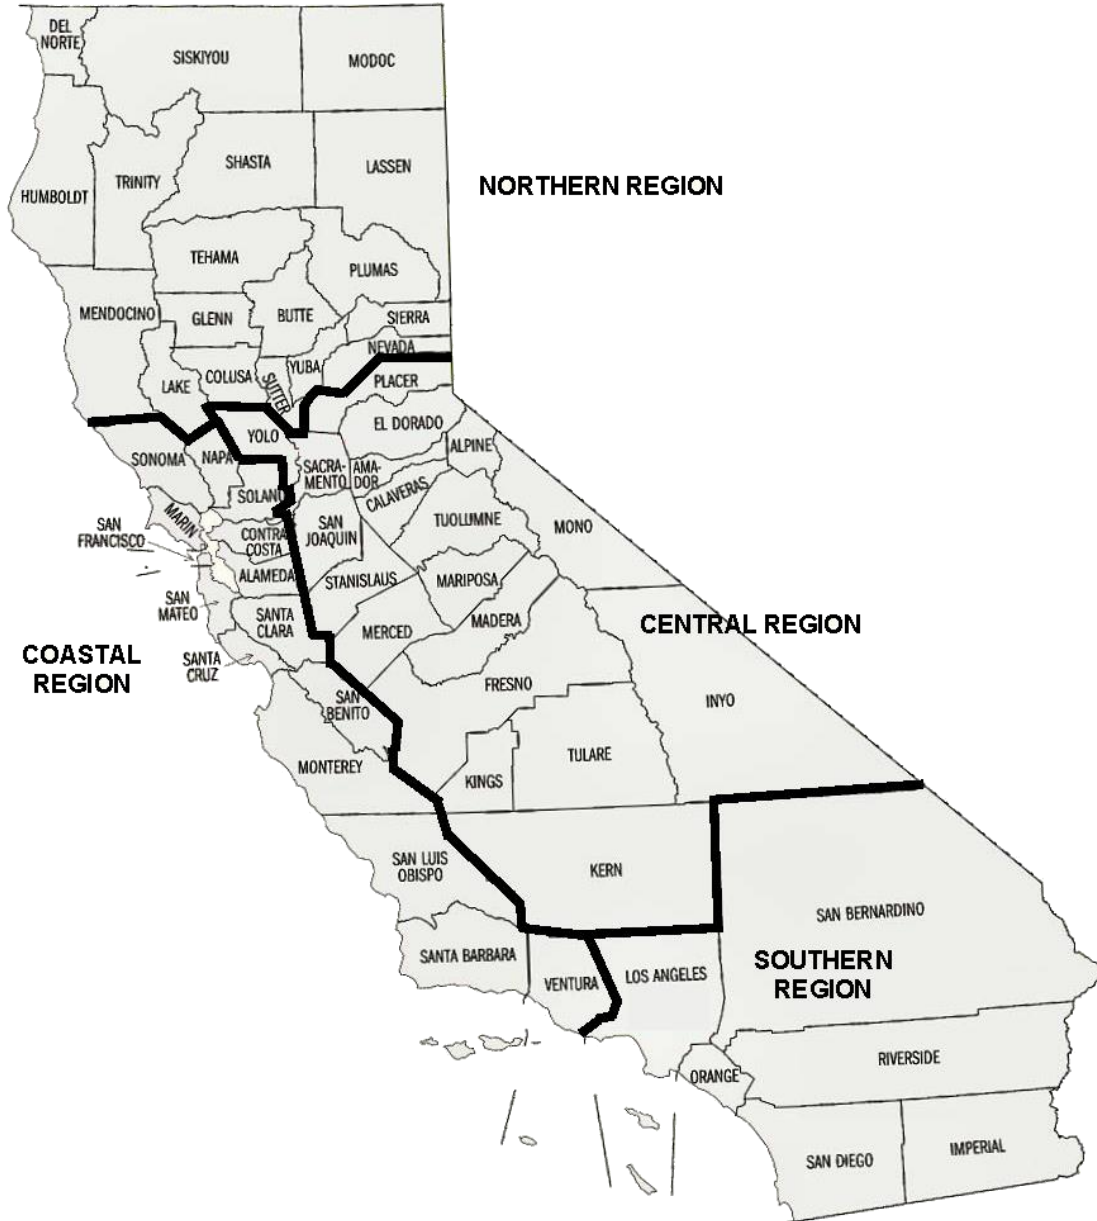 DEL
NORTE
SISKIYOU
MODOC
SHASTA
LASSEN
TRINITY
HUMBOLDT
NORTHERN REGION
TEHAMA
PLUMAS
MENDOCINO
GLENN
BUTTE
SIERRA
NEVADA
YUBA
COLUSA
SUTTER
LAKE
PLACER
EL DORADO
YOLO
ALPINE
SONOMA
NAPA
SACRA-
MENTO
AMA-
DOR
CALAVERAS
SOLANO
MARIN
SAN
FRANCISCO
CONTRA
COSTA
SAN
JOAQUIN
TUOLUMNE
MONO
ALAMEDA
STANISLAUS
MARIPOSA
SAN
MATEO
SANTA
CLARA
MERCED
MADERA
CENTRAL REGION
COASTAL
REGION
SANTA
CRUZ
FRESNO
SAN
BENITO
INYO
MONTEREY
KINGS
TULARE
SAN LUIS
OBISPO
KERN
SAN BERNARDINO
SANTA BARBARA
VENTURA
LOS ANGELES
SOUTHERN
REGION
RIVERSIDE
ORANGE
SAN DIEGO
IMPERIAL